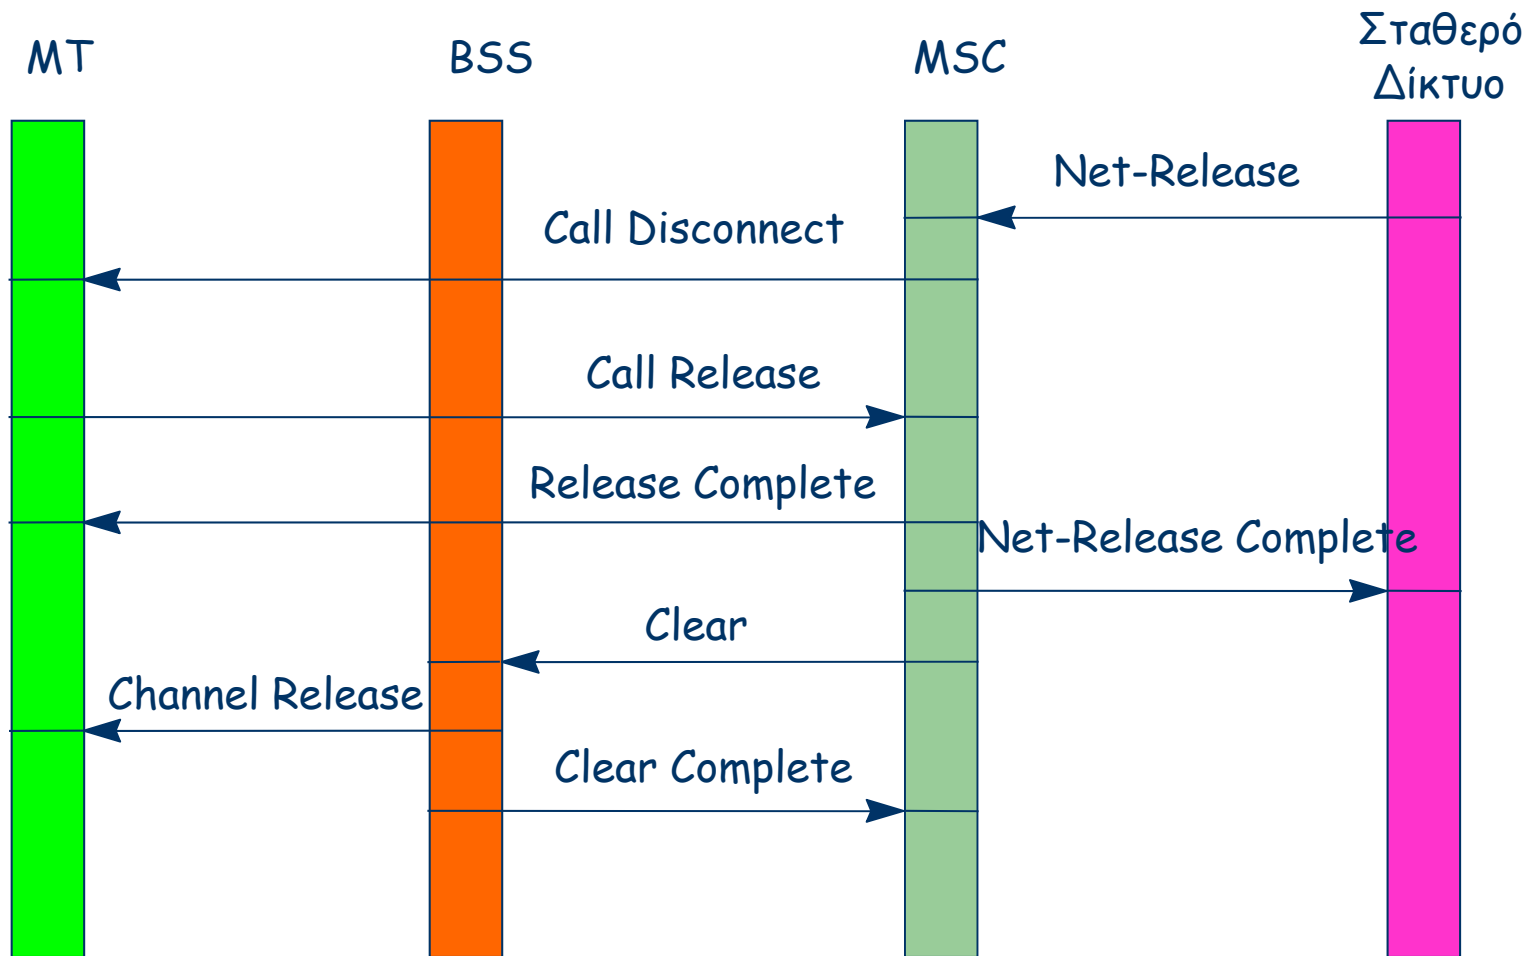 MT
BSS
MSC
Σταθερό
Δίκτυο
Net-Release
Call Disconnect
Call Release
Release Complete
Net-Release Complete
Clear
Channel Release
Clear Complete